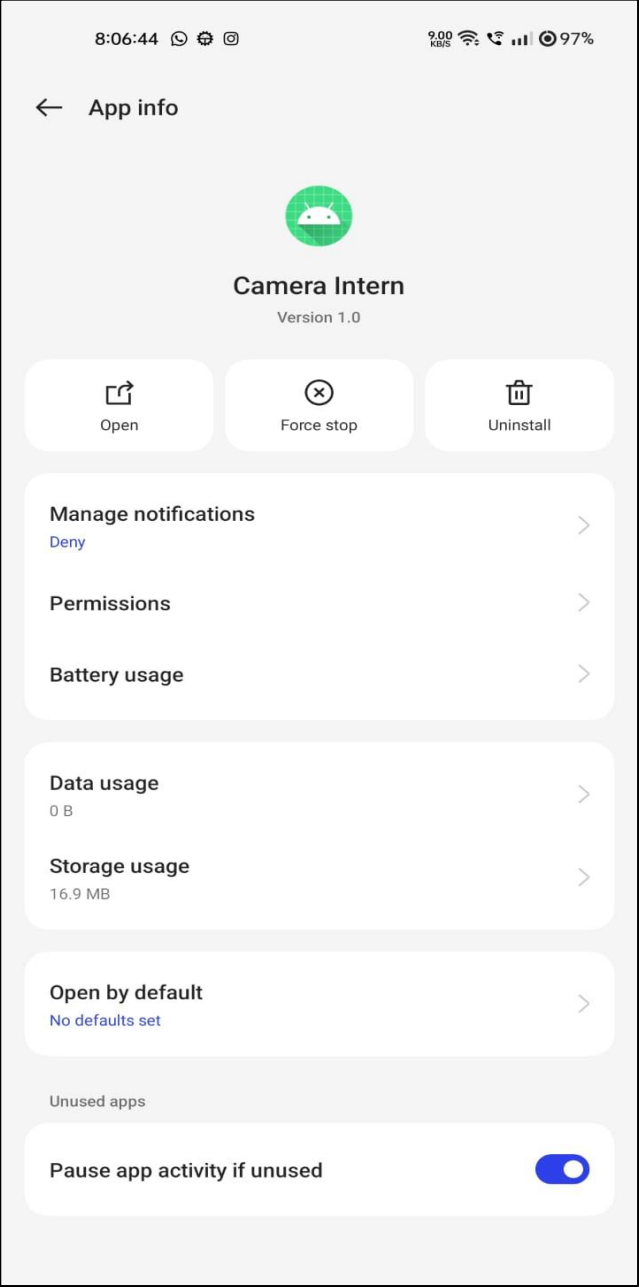 8:06:44 9.00 KB/S 97%
App info
Camera Intern
Version 1.0
Open Force stop Uninstall
Manage notifications
Deny
Permissions
Battery usage
Data usage
0 B
Storage usage
16.9 MB
Open by default
No defaults set
Unused apps
Pause app activity if unused